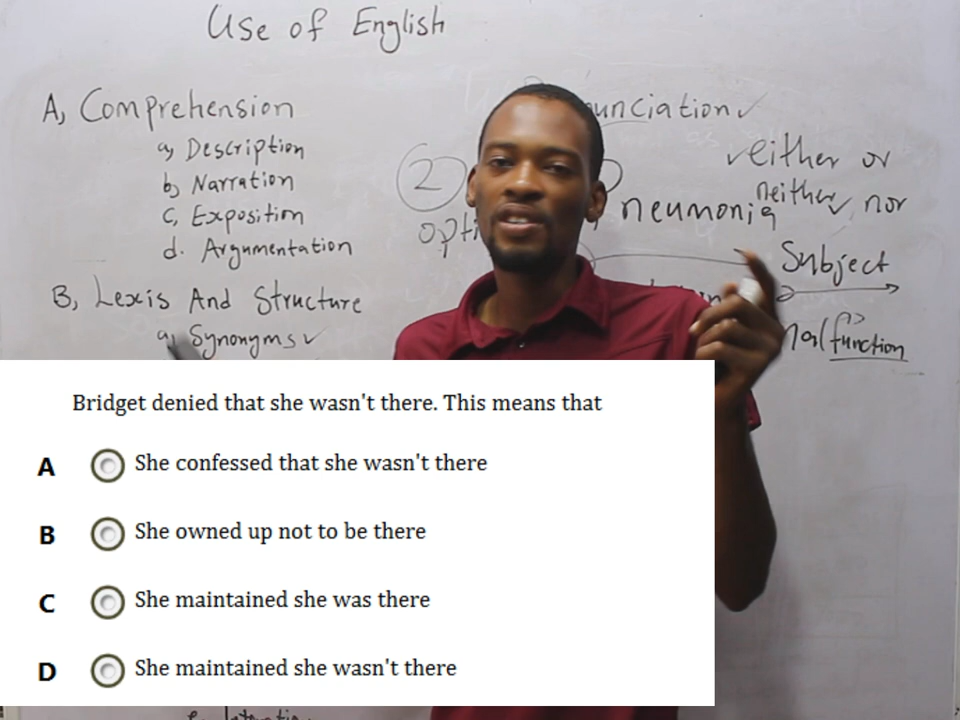 Use of English
A, Comprehension
a, Description
b, Narration
c, Exposition
d. Argumentation
B, Lexis And Structure
a, Synonyms ✓
2
✓ either or
neither ✓, nor
Subject
function
Bridget denied that she wasn't there. This means that
A She confessed that she wasn't there
B She owned up not to be there
C She maintained she was there
D She maintained she wasn't there